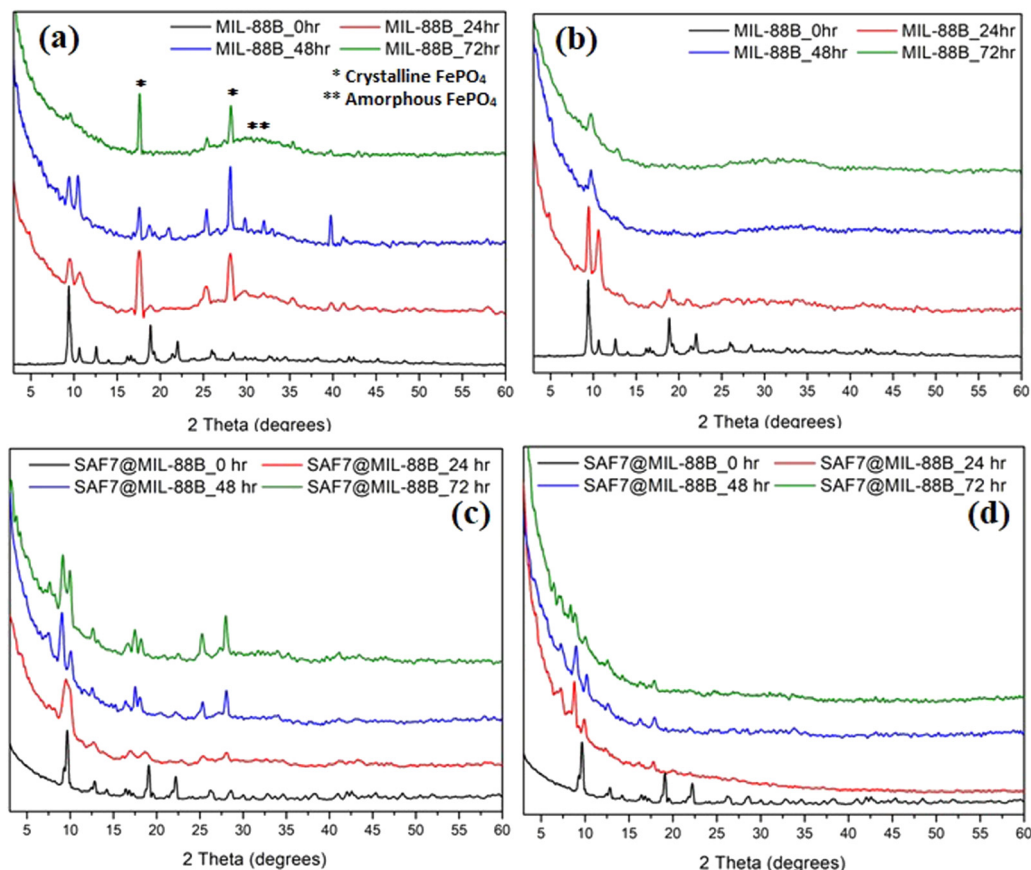 (a)
MIL-88B_0hr MIL-88B_24hr
MIL-88B_48hr MIL-88B_72hr
* Crystalline FePO₄
** Amorphous FePO₄
* * **
5 10 15 20 25 30 35 40 45 50 55 60
2 Theta (degrees)
(b)
MIL-88B_0hr MIL-88B_24hr
MIL-88B_48hr MIL-88B_72hr
5 10 15 20 25 30 35 40 45 50 55 60
2 Theta (degrees)
SAF7@MIL-88B_0 hr SAF7@MIL-88B_24 hr
SAF7@MIL-88B_48 hr SAF7@MIL-88B_72 hr
(c)
5 10 15 20 25 30 35 40 45 50 55 60
2 Theta (degrees)
SAF7@MIL-88B_0 hr SAF7@MIL-88B_24 hr
SAF7@MIL-88B_48 hr SAF7@MIL-88B_72 hr
(d)
5 10 15 20 25 30 35 40 45 50 55 60
2 Theta (degrees)